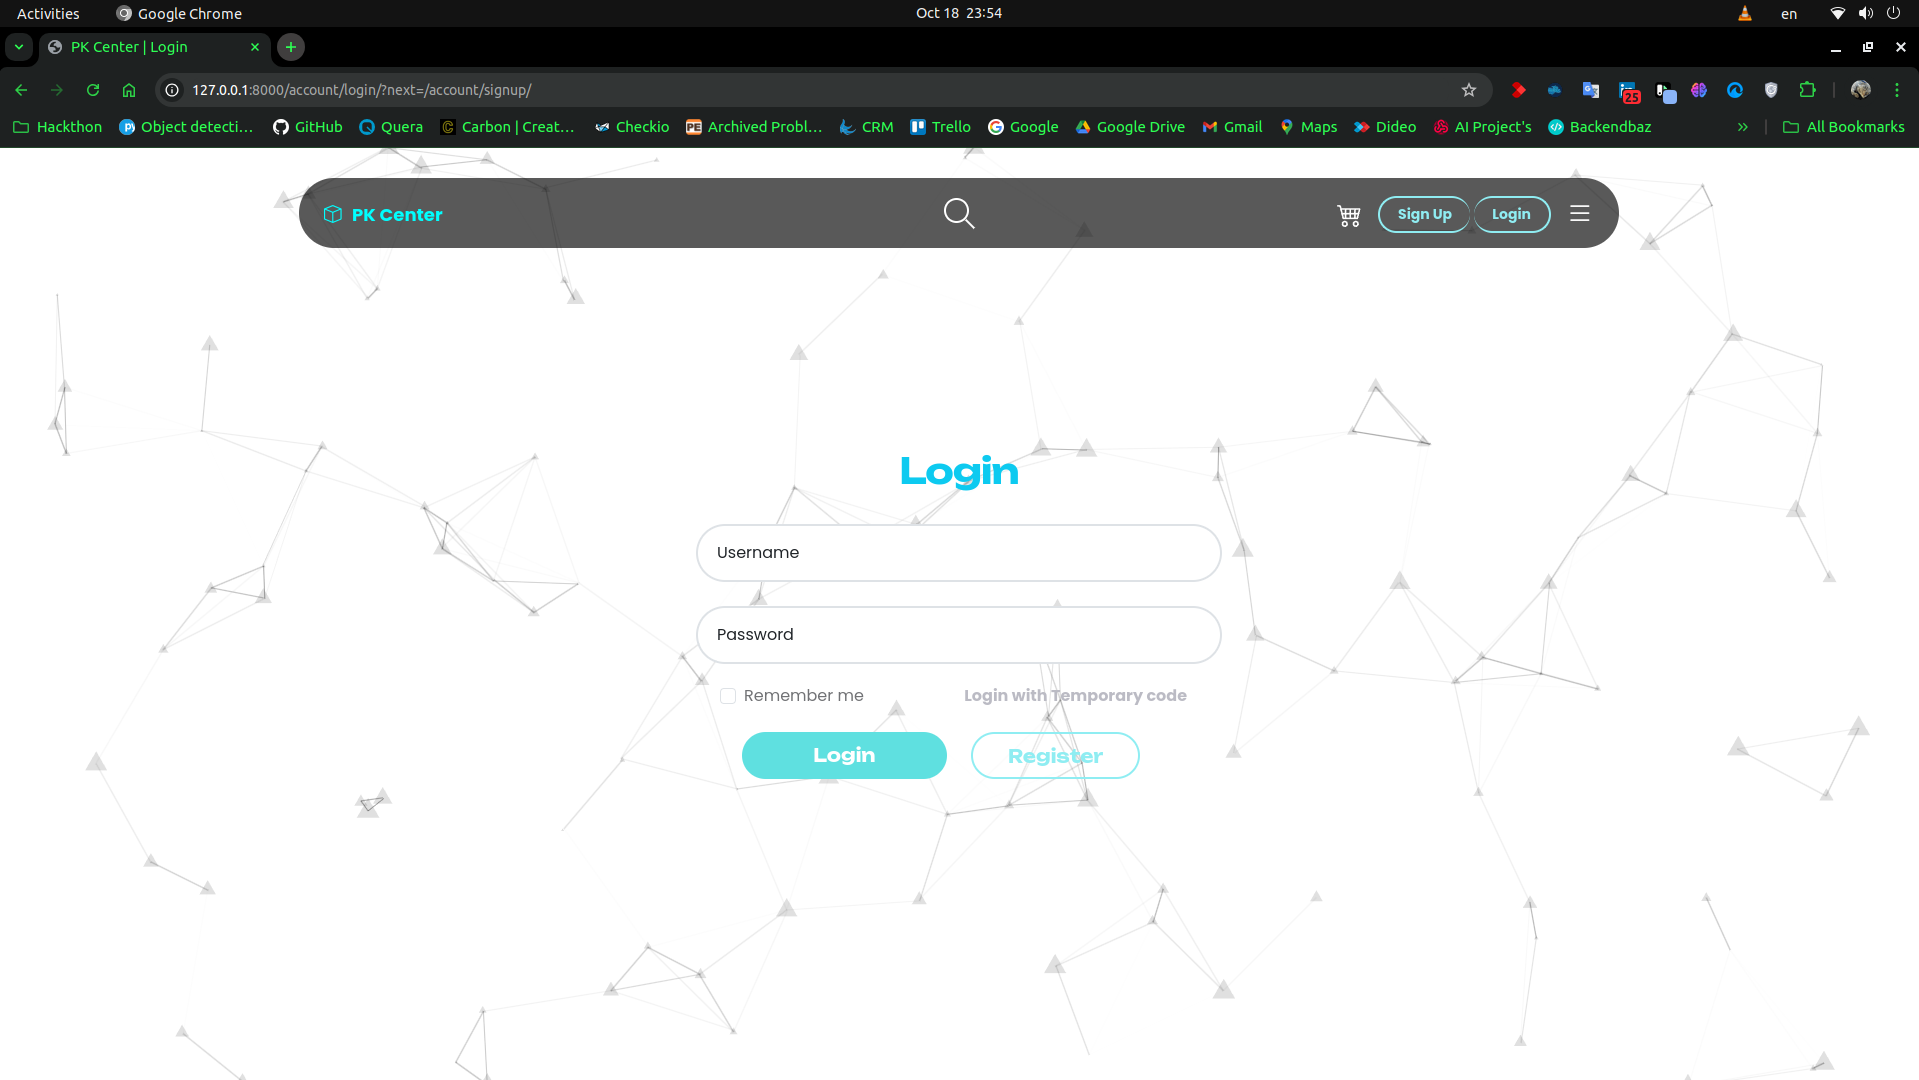 Activities Google Chrome Oct 18 23:54 en
PK Center | Login
127.0.0.1:8000/account/login/?next=/account/signup/ 25
Hackthon Object detecti... GitHub Quera Carbon | Creat... Checkio Archived Probl... CRM Trello Google Google Drive Gmail Maps Dideo AI Project's Backendbaz » All Bookmarks
PK Center Sign Up Login
Login
Username
Password
Remember me Login with Temporary code
Login Register